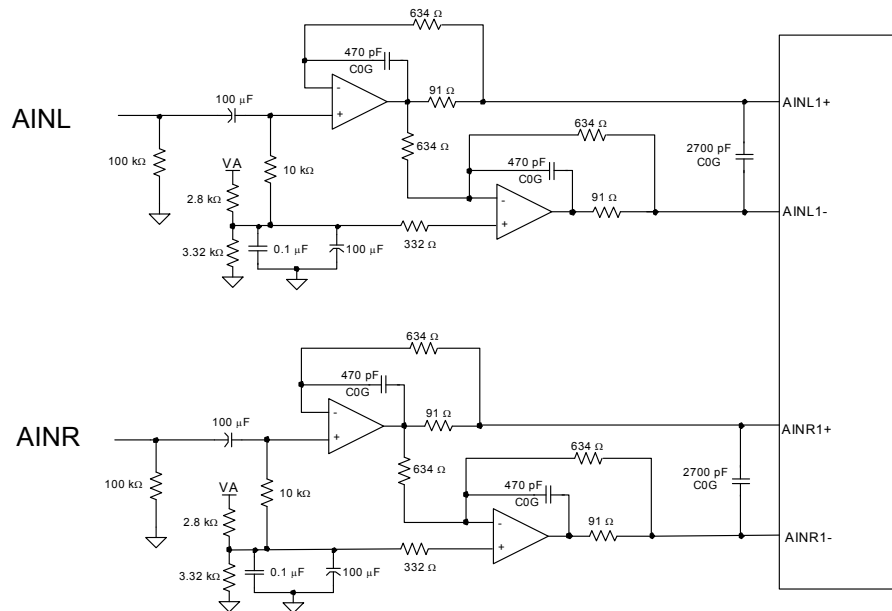 634 Ω
470 pF
C0G
91 Ω
AINL1+
AINL
100 µF
634 Ω
634 Ω
470 pF
C0G
2700 pF
C0G
100 kΩ
VA
10 kΩ
2.8 kΩ
91 Ω
AINL1-
3.32 kΩ
0.1 µF
100 µF
332 Ω
634 Ω
470 pF
C0G
91 Ω
AINR1+
AINR
100 µF
634 Ω
634 Ω
470 pF
C0G
2700 pF
C0G
100 kΩ
VA
10 kΩ
2.8 kΩ
91 Ω
AINR1-
3.32 kΩ
0.1 µF
100 µF
332 Ω